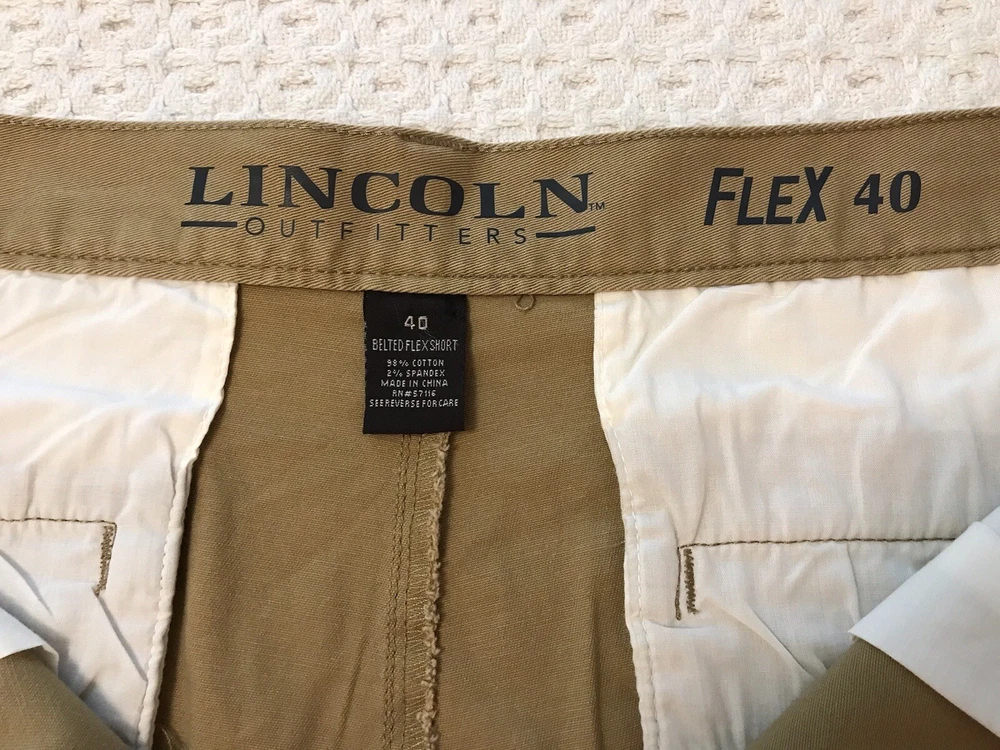 LINCOLN™
OUTFITTERS
FLEX 40
40
BELTED FLEX SHORT
98% COTTON
2% SPANDEX
MADE IN CHINA
RN#57116
SEE REVERSE FOR CARE